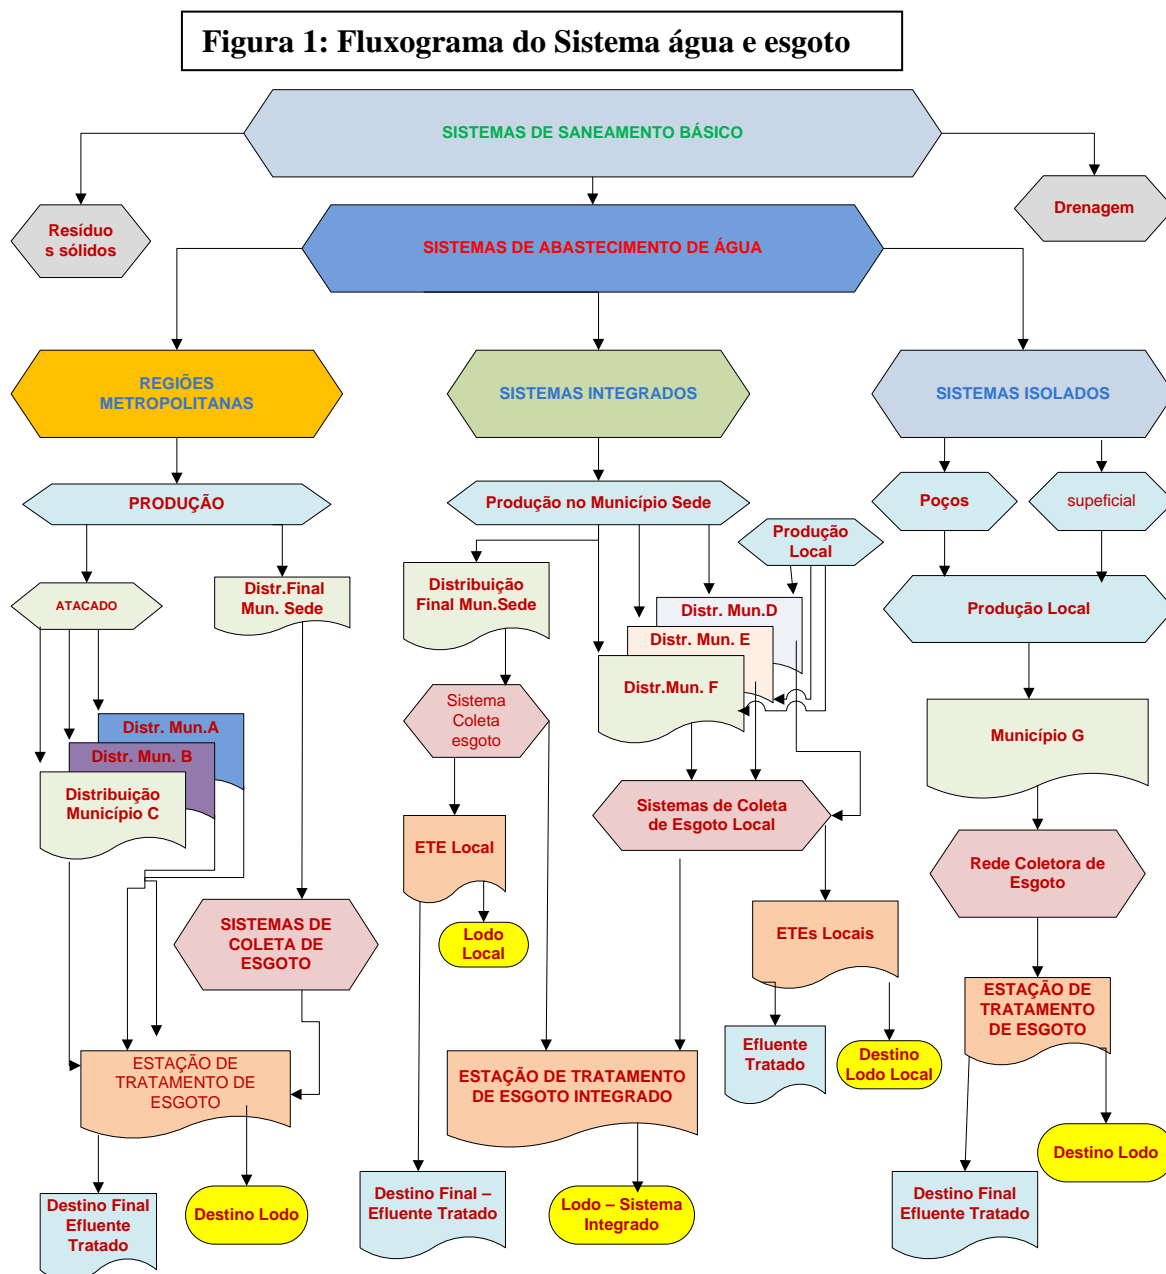 Figura 1: Fluxograma do Sistema água e esgoto
SISTEMAS DE SANEAMENTO BÁSICO
Resíduo
s sólidos
Drenagem
SISTEMAS DE ABASTECIMENTO DE ÁGUA
REGIÕES
METROPOLITANAS
SISTEMAS INTEGRADOS
SISTEMAS ISOLADOS
PRODUÇÃO
Produção no Município Sede
Poços
supeficial
Produção
Local
ATACADO
Distr.Final
Mun. Sede
Distribuição
Final Mun.Sede
Distr. Mun.D
Distr. Mun. E
Distr.Mun. F
Produção Local
Distr. Mun.A
Distr. Mun. B
Distribuição
Município C
Sistema
Coleta
esgoto
Município G
Sistemas de Coleta
de Esgoto Local
ETE Local
Rede Coletora de
Esgoto
SISTEMAS DE
COLETA DE
ESGOTO
Lodo
Local
ETEs Locais
ESTAÇÃO DE
TRATAMENTO
DE ESGOTO
ESTAÇÃO DE
TRATAMENTO DE
ESGOTO
ESTAÇÃO DE TRATAMENTO
DE ESGOTO INTEGRADO
Efluente
Tratado
Destino
Lodo Local
Destino Lodo
Destino Final
Efluente
Tratado
Destino Lodo
Destino Final –
Efluente Tratado
Lodo – Sistema
Integrado
Destino Final
Efluente Tratado